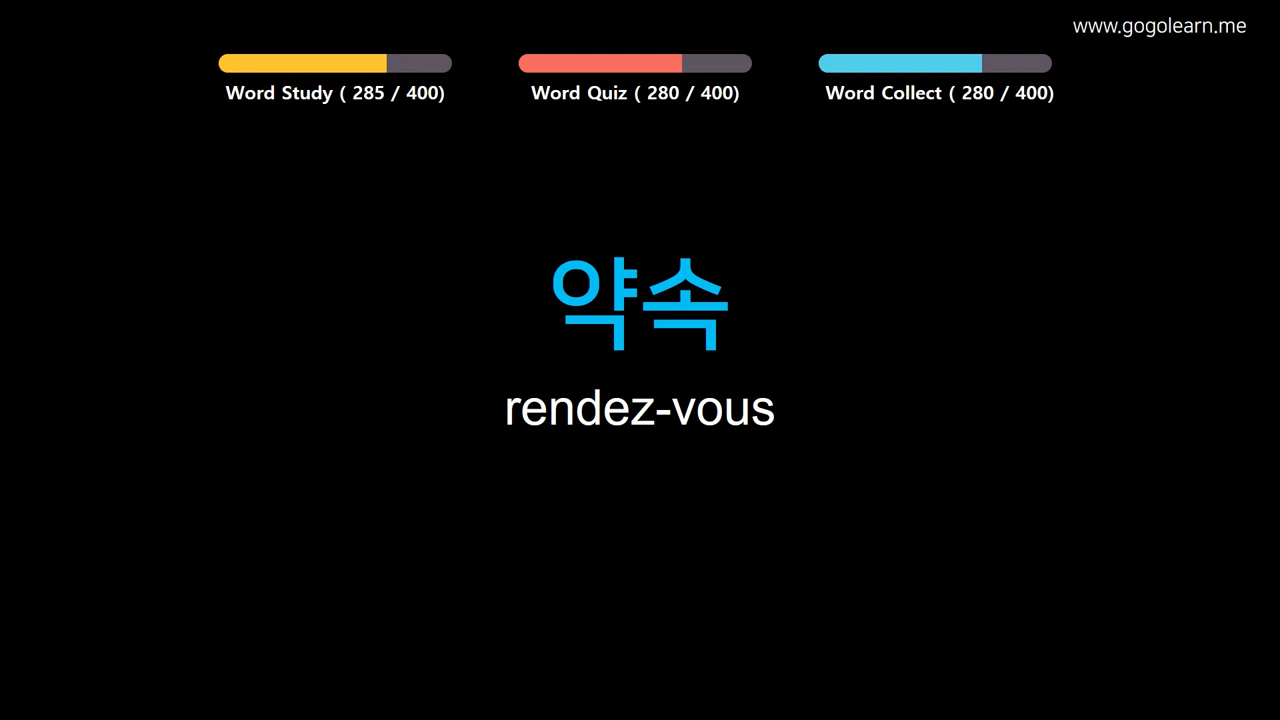 www.gogolearn.me
Word Study ( 285 / 400)
Word Quiz ( 280 / 400)
Word Collect ( 280 / 400)
약속
rendez-vous